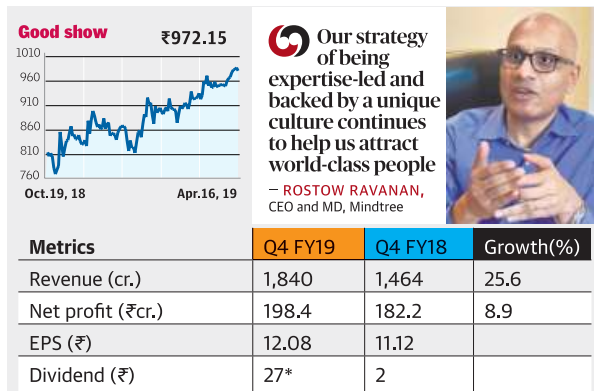 Good show
₹972.15
1010
960
910
860
810
760
Oct.19, 18 Apr.16, 19
Our strategy
of being
expertise-led and
backed by a unique
culture continues
to help us attract
world-class people
— ROSTOW RAVANAN,
CEO and MD, Mindtree
Metrics Q4 FY19 Q4 FY18 Growth(%)
Revenue (cr.) 1,840 1,464 25.6
Net profit (₹cr.) 198.4 182.2 8.9
EPS (₹) 12.08 11.12
Dividend (₹) 27* 2